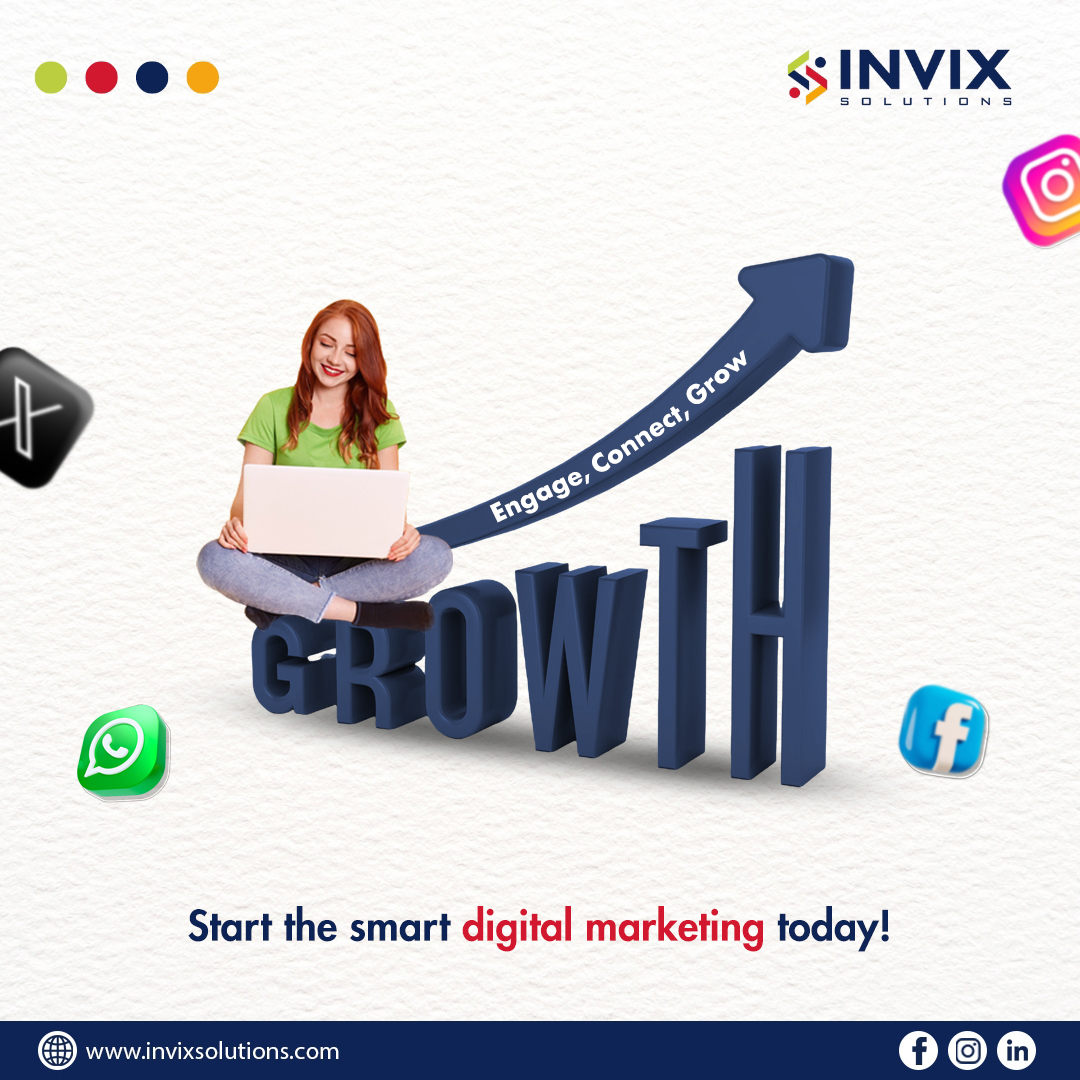 INVIX
SOLUTIONS
Engage, Connect, Grow
GROWTH
Start the smart digital marketing today!
www.invixsolutions.com